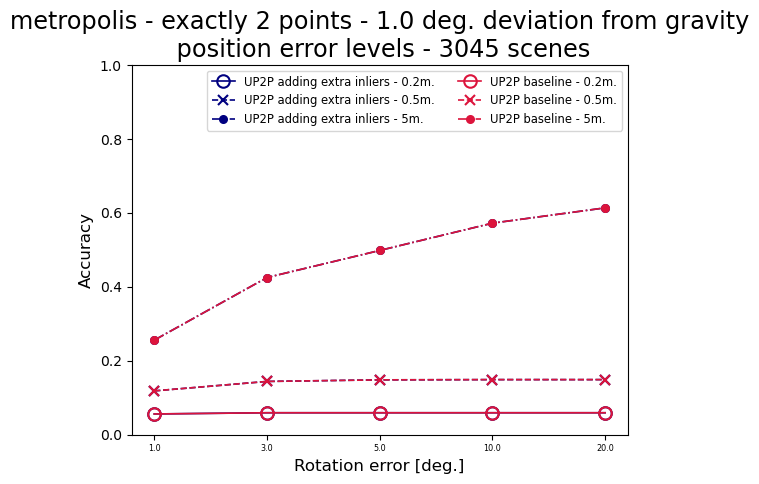 metropolis - exactly 2 points - 1.0 deg. deviation from gravity
position error levels - 3045 scenes
UP2P adding extra inliers - 0.2m.
UP2P adding extra inliers - 0.5m.
UP2P adding extra inliers - 5m.
UP2P baseline - 0.2m.
UP2P baseline - 0.5m.
UP2P baseline - 5m.
1.0
0.8
0.6
0.4
0.2
0.0
Accuracy
1.0 3.0 5.0 10.0 20.0
Rotation error [deg.]